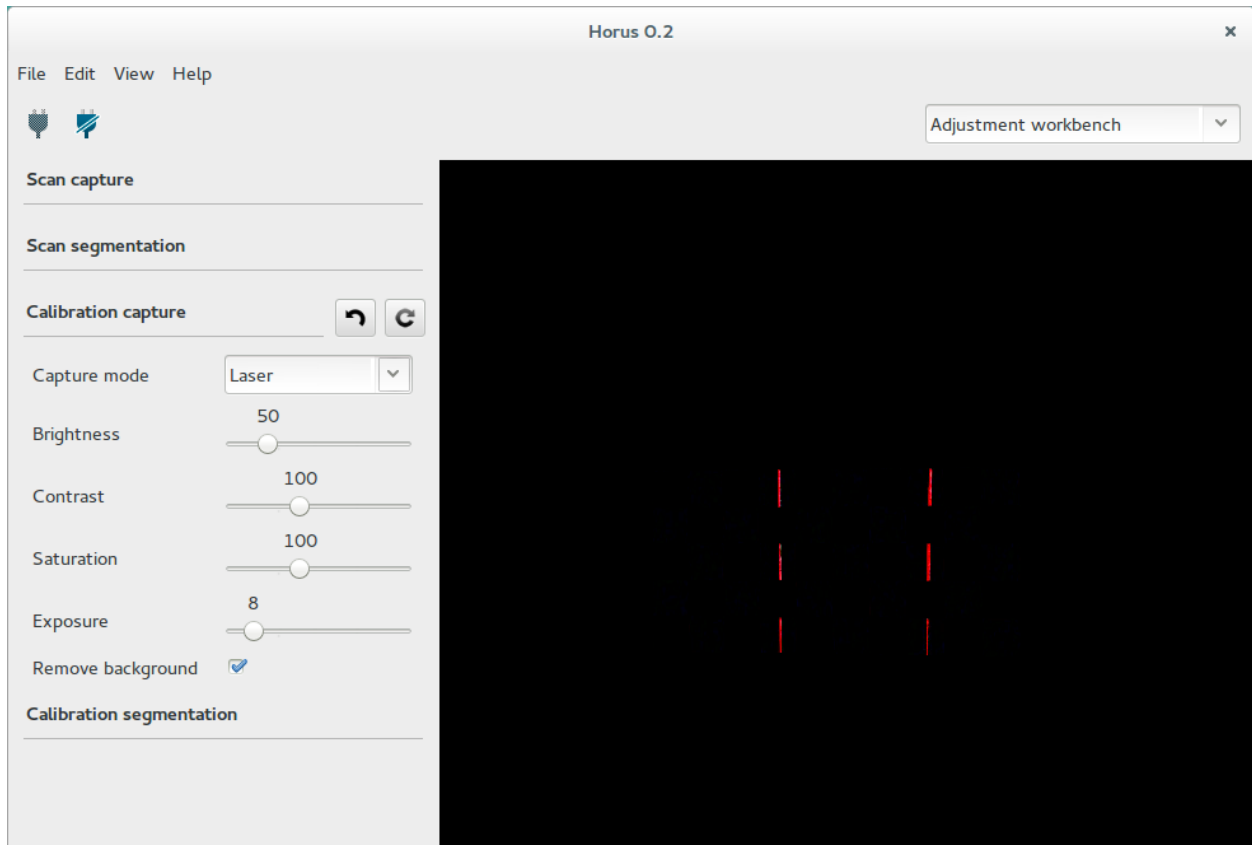 Horus 0.2
File Edit View Help
Adjustment workbench
Scan capture
Scan segmentation
Calibration capture
Capture mode Laser
50
Brightness
100
Contrast
100
Saturation
8
Exposure
Remove background
Calibration segmentation